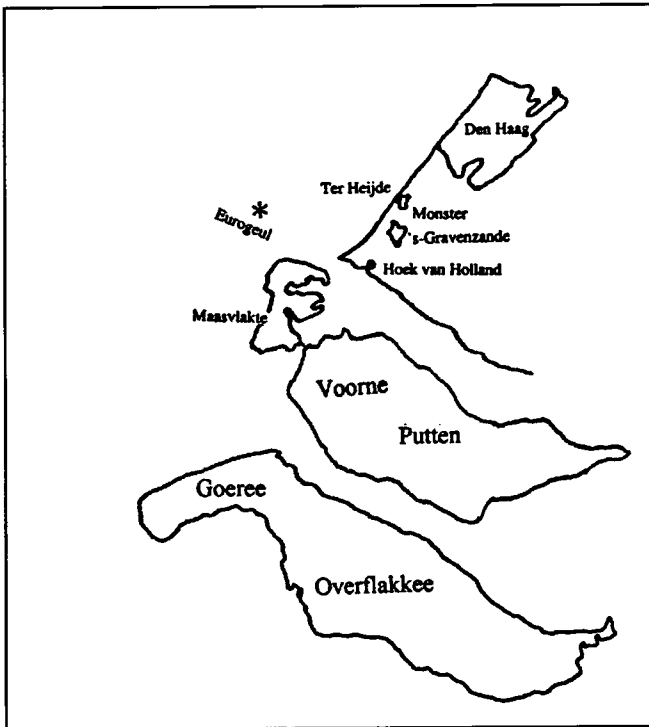 Den Haag
Ter Heijde
Monster
*
Eurogeul
's-Gravenzande
Hoek van Holland
Maasvlakte
Voorne
Putten
Goeree
Overflakkee